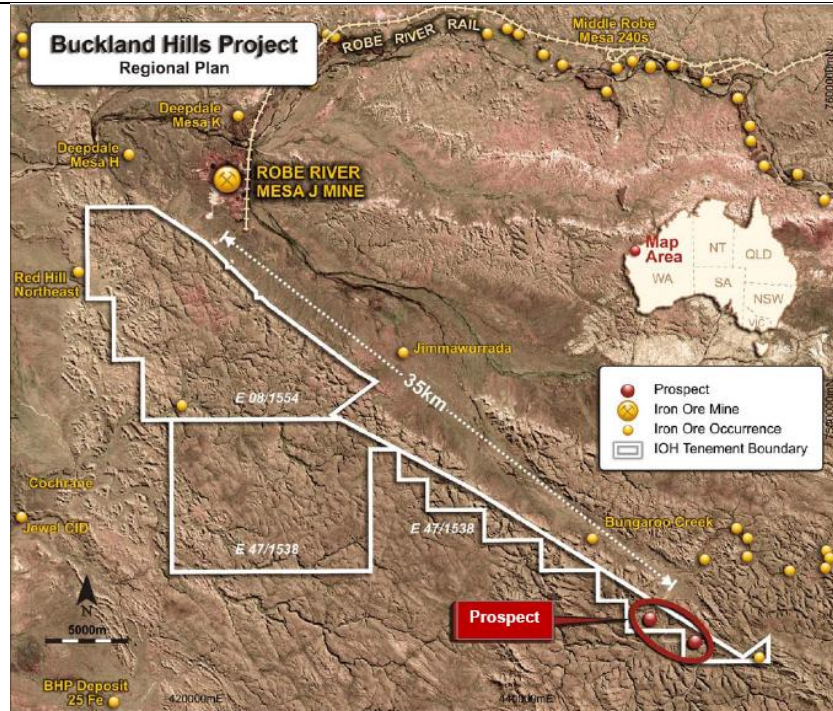 Buckland Hills Project
Regional Plan
ROBE RIVER RAIL
Middle Robe
Mesa 240s
Deepdale
Mesa K
Deepdale
Mesa H
ROBE RIVER
MESA J MINE
Map
Area
NT
QLD
WA
SA
NSW
VIC
Red Hill
Northeast
Jimmawurrada
35km
Prospect
Iron Ore Mine
Iron Ore Occurrence
IOH Tenement Boundary
E 08/1554
Cochrane
Jewel CID
E 47/1538
E 47/1538
Bungaroo Creek
N
5000m
Prospect
BHP Deposit
25 Fe
420000mE